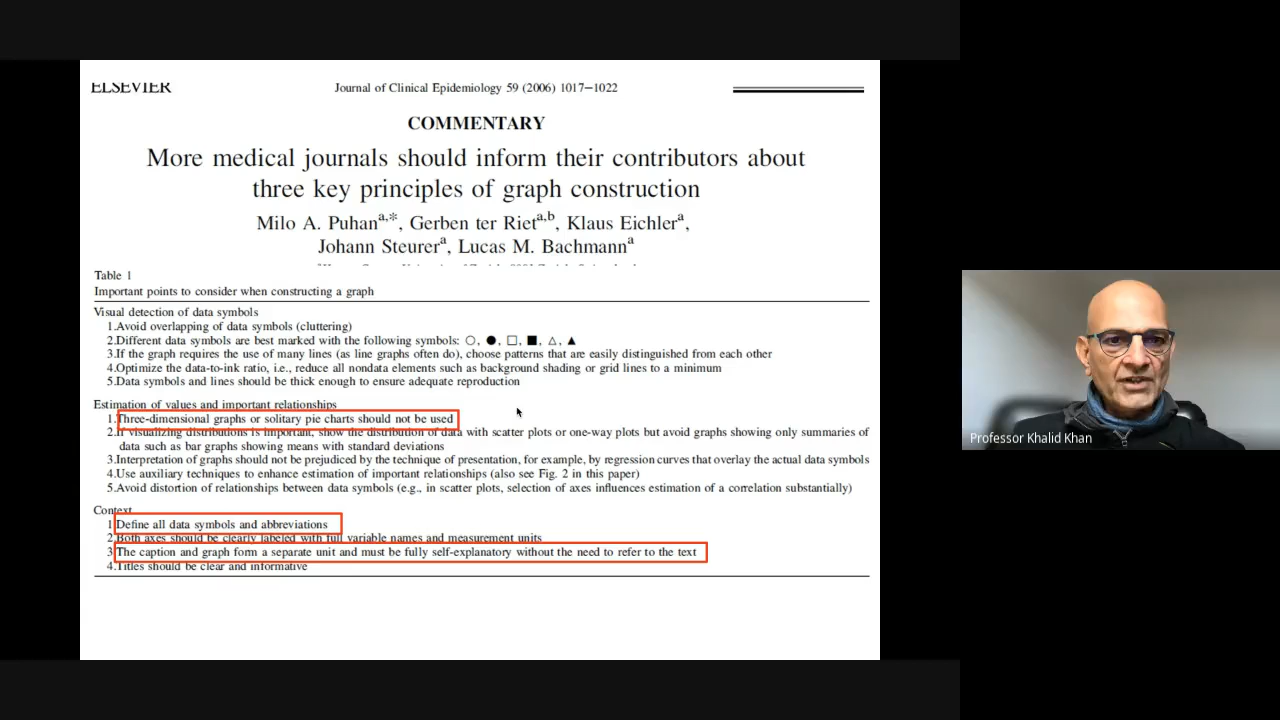 ELSEVIER
Journal of Clinical Epidemiology 59 (2006) 1017–1022
COMMENTARY
More medical journals should inform their contributors about
three key principles of graph construction
Milo A. Puhana,*, Gerben ter Rieta,b, Klaus Eichlera,
Johann Steurera, Lucas M. Bachmanna
Table 1
Important points to consider when constructing a graph
Visual detection of data symbols
1.Avoid overlapping of data symbols (cluttering)
2.Different data symbols are best marked with the following symbols: ○, ●, □, ■, △, ▲
3.If the graph requires the use of many lines (as line graphs often do), choose patterns that are easily distinguished from each other
4.Optimize the data-to-ink ratio, i.e., reduce all nondata elements such as background shading or grid lines to a minimum
5.Data symbols and lines should be thick enough to ensure adequate reproduction
Estimation of values and important relationships
1.Three-dimensional graphs or solitary pie charts should not be used
2.If visualizing distributions is important, show the distribution of data with scatter plots or one-way plots but avoid graphs showing only summaries of
data such as bar graphs showing means with standard deviations
3.Interpretation of graphs should not be prejudiced by the technique of presentation, for example, by regression curves that overlay the actual data symbols
4.Use auxiliary techniques to enhance estimation of important relationships (also see Fig. 2 in this paper)
5.Avoid distortion of relationships between data symbols (e.g., in scatter plots, selection of axes influences estimation of a correlation substantially)
Context
1.Define all data symbols and abbreviations
2.Both axes should be clearly labeled with full variable names and measurement units
3.The caption and graph form a separate unit and must be fully self-explanatory without the need to refer to the text
4.Titles should be clear and informative
Professor Khalid Khan